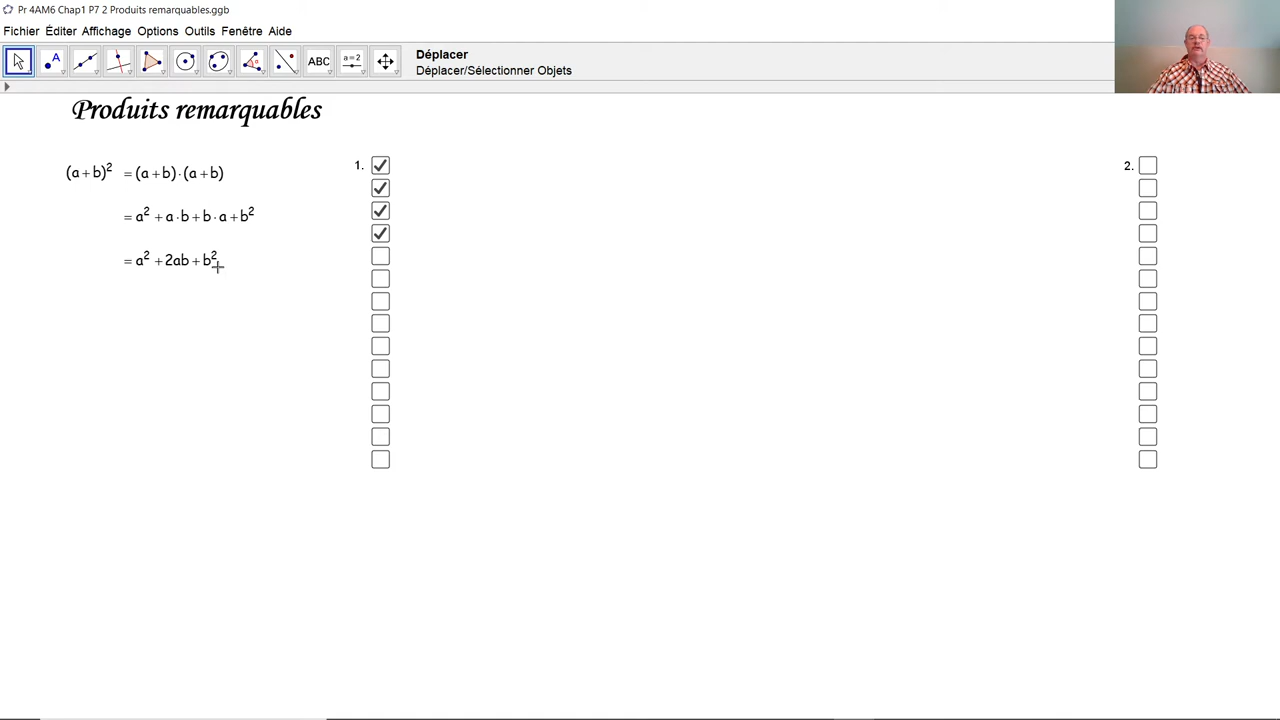 Pr 4AM6 Chap1 P7 2 Produits remarquables.ggb
Fichier Éditer Affichage Options Outils Fenêtre Aide
A ABC a=2
Déplacer
Déplacer/Sélectionner Objets
Produits remarquables
(a+b)² = (a+b)·(a+b)
= a² + a·b + b·a + b²
= a² + 2ab + b²
1.
2.